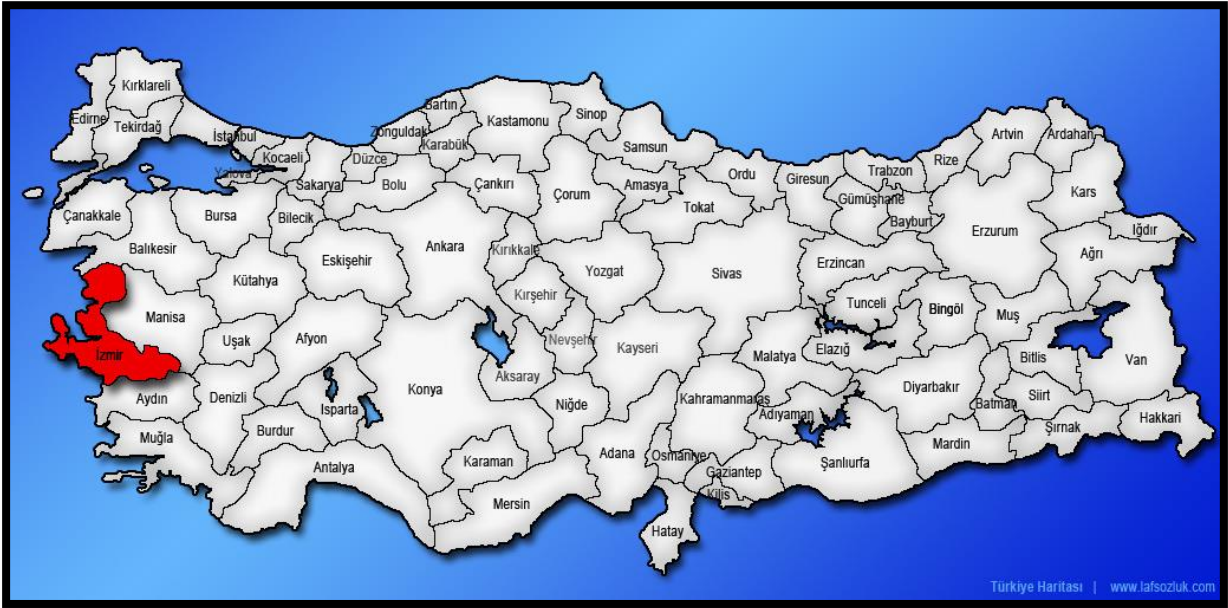 Kırklareli
Edirne
Tekirdağ
İstanbul
Kocaeli
Yalova
Sakarya
Düzce
Zonguldak
Bartın
Karabük
Kastamonu
Sinop
Samsun
Bolu
Çankırı
Çorum
Amasya
Ordu
Tokat
Giresun
Trabzon
Gümüşhane
Bayburt
Rize
Artvin
Ardahan
Kars
Iğdır
Ağrı
Erzurum
Erzincan
Çanakkale
Balıkesir
Bursa
Bilecik
Eskişehir
Kütahya
Ankara
Kırıkkale
Kırşehir
Yozgat
Sivas
Tunceli
Bingöl
Muş
Bitlis
Van
Manisa
İzmir
Uşak
Afyon
Konya
Aksaray
Nevşehir
Kayseri
Malatya
Elazığ
Diyarbakır
Batman
Siirt
Şırnak
Hakkari
Aydın
Denizli
Isparta
Burdur
Muğla
Antalya
Karaman
Niğde
Mersin
Adana
Kahramanmaraş
Adıyaman
Osmaniye
Gaziantep
Kilis
Hatay
Şanlıurfa
Mardin
Türkiye Haritası | www.lafsozluk.com